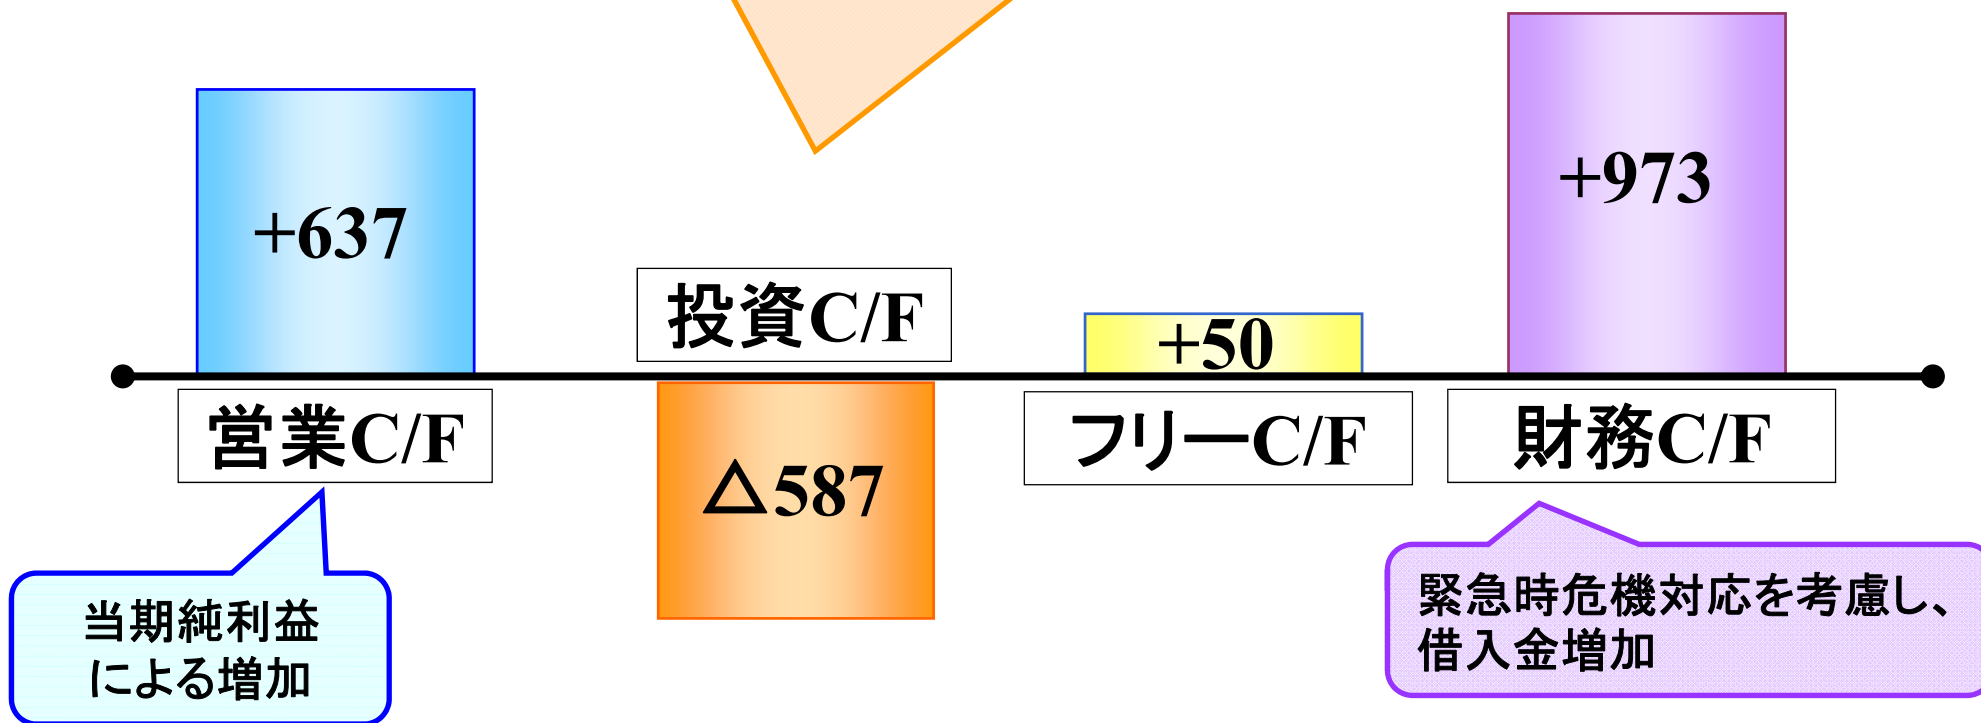 +637
営業C/F
当期純利益
による増加
投資C/F
△587
+50
フリーC/F
+973
財務C/F
緊急時危機対応を考慮し、
借入金増加